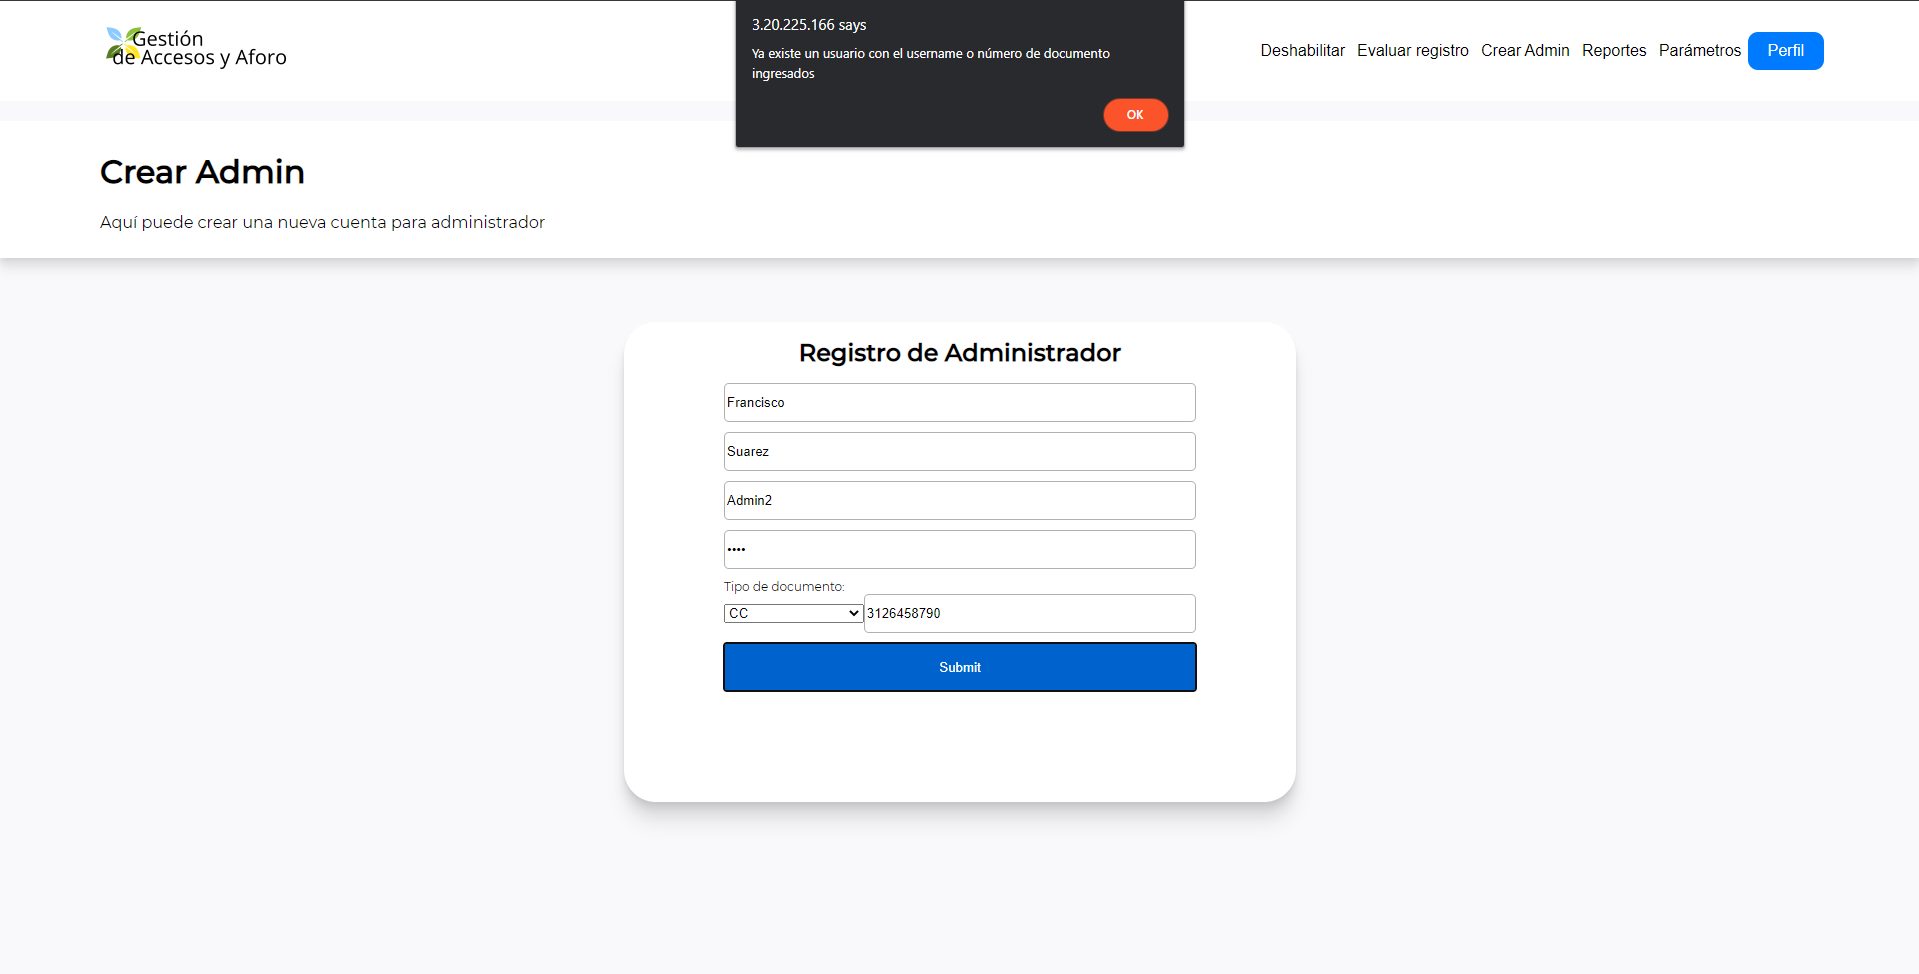 3.20.225.166 says
Ya existe un usuario con el username o número de documento
ingresados
OK
Gestión
de Accesos y Aforo
Deshabilitar Evaluar registro Crear Admin Reportes Parámetros Perfil
Crear Admin
Aquí puede crear una nueva cuenta para administrador
Registro de Administrador
Francisco
Suarez
Admin2
••••
Tipo de documento:
CC 3126458790
Submit